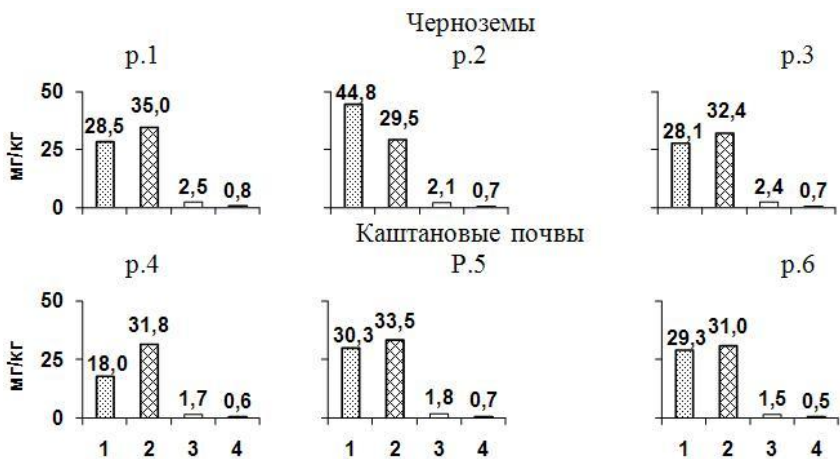 Черноземы
р.1 р.2 р.3
50
25
0
мг/кг
28,5 35,0 2,5 0,8
44,8 29,5 2,1 0,7
28,1 32,4 2,4 0,7
Каштановые почвы
р.4 Р.5 р.6
50
25
0
мг/кг
18,0 31,8 1,7 0,6
30,3 33,5 1,8 0,7
29,3 31,0 1,5 0,5
1 2 3 4 1 2 3 4 1 2 3 4